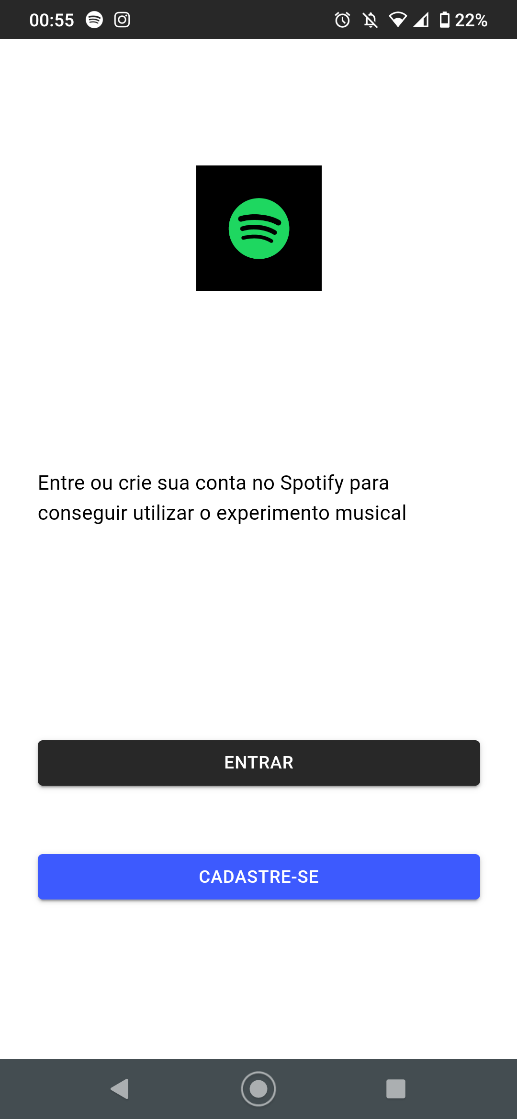 00:55 22%
Entre ou crie sua conta no Spotify para
conseguir utilizar o experimento musical
ENTRAR
CADASTRE-SE